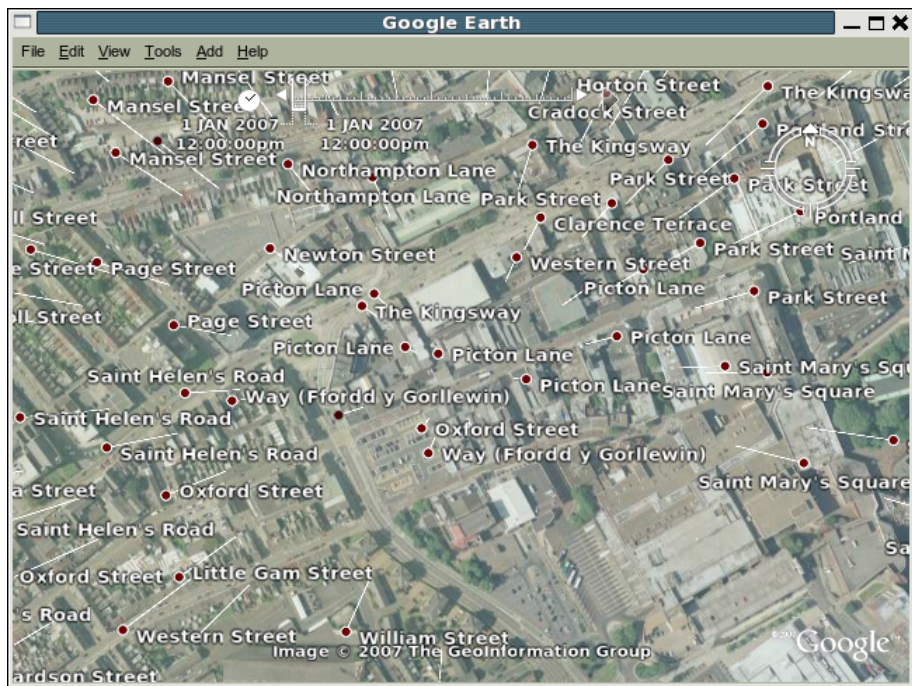 Google Earth
File Edit View Tools Add Help
Mansel Street
Horton Street
Mansel Street
The Kingsway
Cradock Street
1 JAN 2007 1 JAN 2007
12:00:00pm 12:00:00pm
Portland
N
The Kingsway
Mansel Street
Northampton Lane
Park Street
Park Street
Northampton Lane
Park Street
Street
Clarence Terrace
Portland
Newton Street
Park Street
Saint
Street
Page Street
Western Street
Picton Lane
Picton Lane
Park Street
The Kingsway
Street
Page Street
Picton Lane
Picton Lane
Picton Lane
Saint Mary's
Saint Helen's Road
Picton Lane
Saint Mary's Square
Way (Ffordd y Gorllewin)
Saint Helen's Road
Oxford Street
Saint Helen's Road
Way (Ffordd y Gorllewin)
Street
Oxford Street
Saint Mary's Square
Saint Helen's Road
Oxford Street
Little Gam Street
's Road
Western Street
William Street
Image © 2007 The GeoInformation Group
©2007 Google™
ardson Street